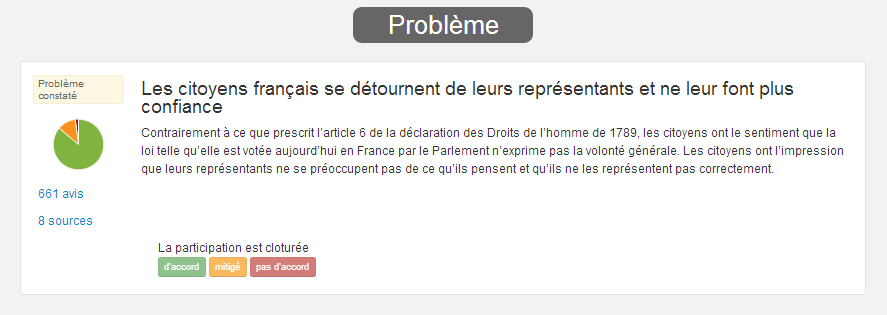 Problème
Problème
constaté
Les citoyens français se détournent de leurs représentants et ne leur font plus
confiance
Contrairement à ce que prescrit l'article 6 de la déclaration des Droits de l'homme de 1789, les citoyens ont le sentiment que la
loi telle qu'elle est votée aujourd'hui en France par le Parlement n'exprime pas la volonté générale. Les citoyens ont l'impression
que leurs représentants ne se préoccupent pas de ce qu'ils pensent et qu'ils ne les représentent pas correctement.
661 avis
8 sources
La participation est cloturée
d'accord mitigé pas d'accord